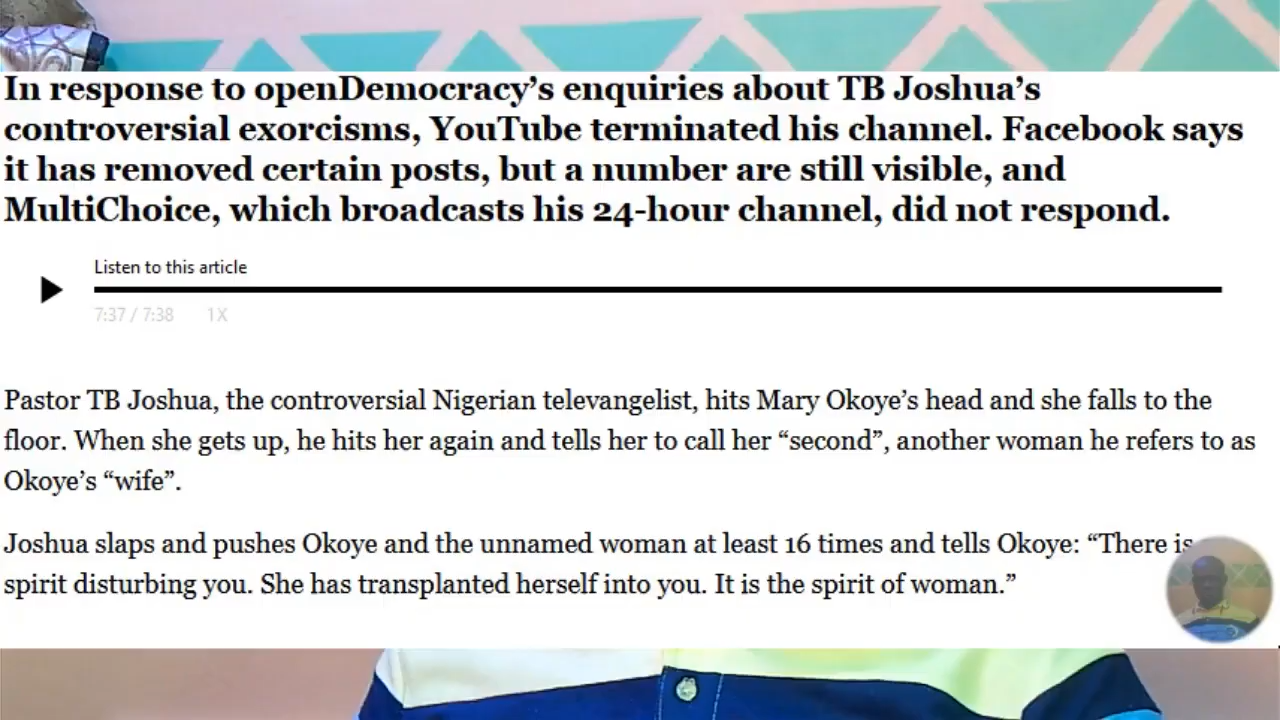 In response to openDemocracy’s enquiries about TB Joshua’s
controversial exorcisms, YouTube terminated his channel. Facebook says
it has removed certain posts, but a number are still visible, and
MultiChoice, which broadcasts his 24-hour channel, did not respond.
Listen to this article
7:37 / 7:38 1X
Pastor TB Joshua, the controversial Nigerian televangelist, hits Mary Okoye’s head and she falls to the
floor. When she gets up, he hits her again and tells her to call her “second”, another woman he refers to as
Okoye’s “wife”.
Joshua slaps and pushes Okoye and the unnamed woman at least 16 times and tells Okoye: “There is
spirit disturbing you. She has transplanted herself into you. It is the spirit of woman.”